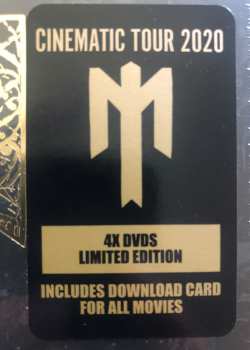 CINEMATIC TOUR 2020
4X DVDS
LIMITED EDITION
INCLUDES DOWNLOAD CARD
FOR ALL MOVIES